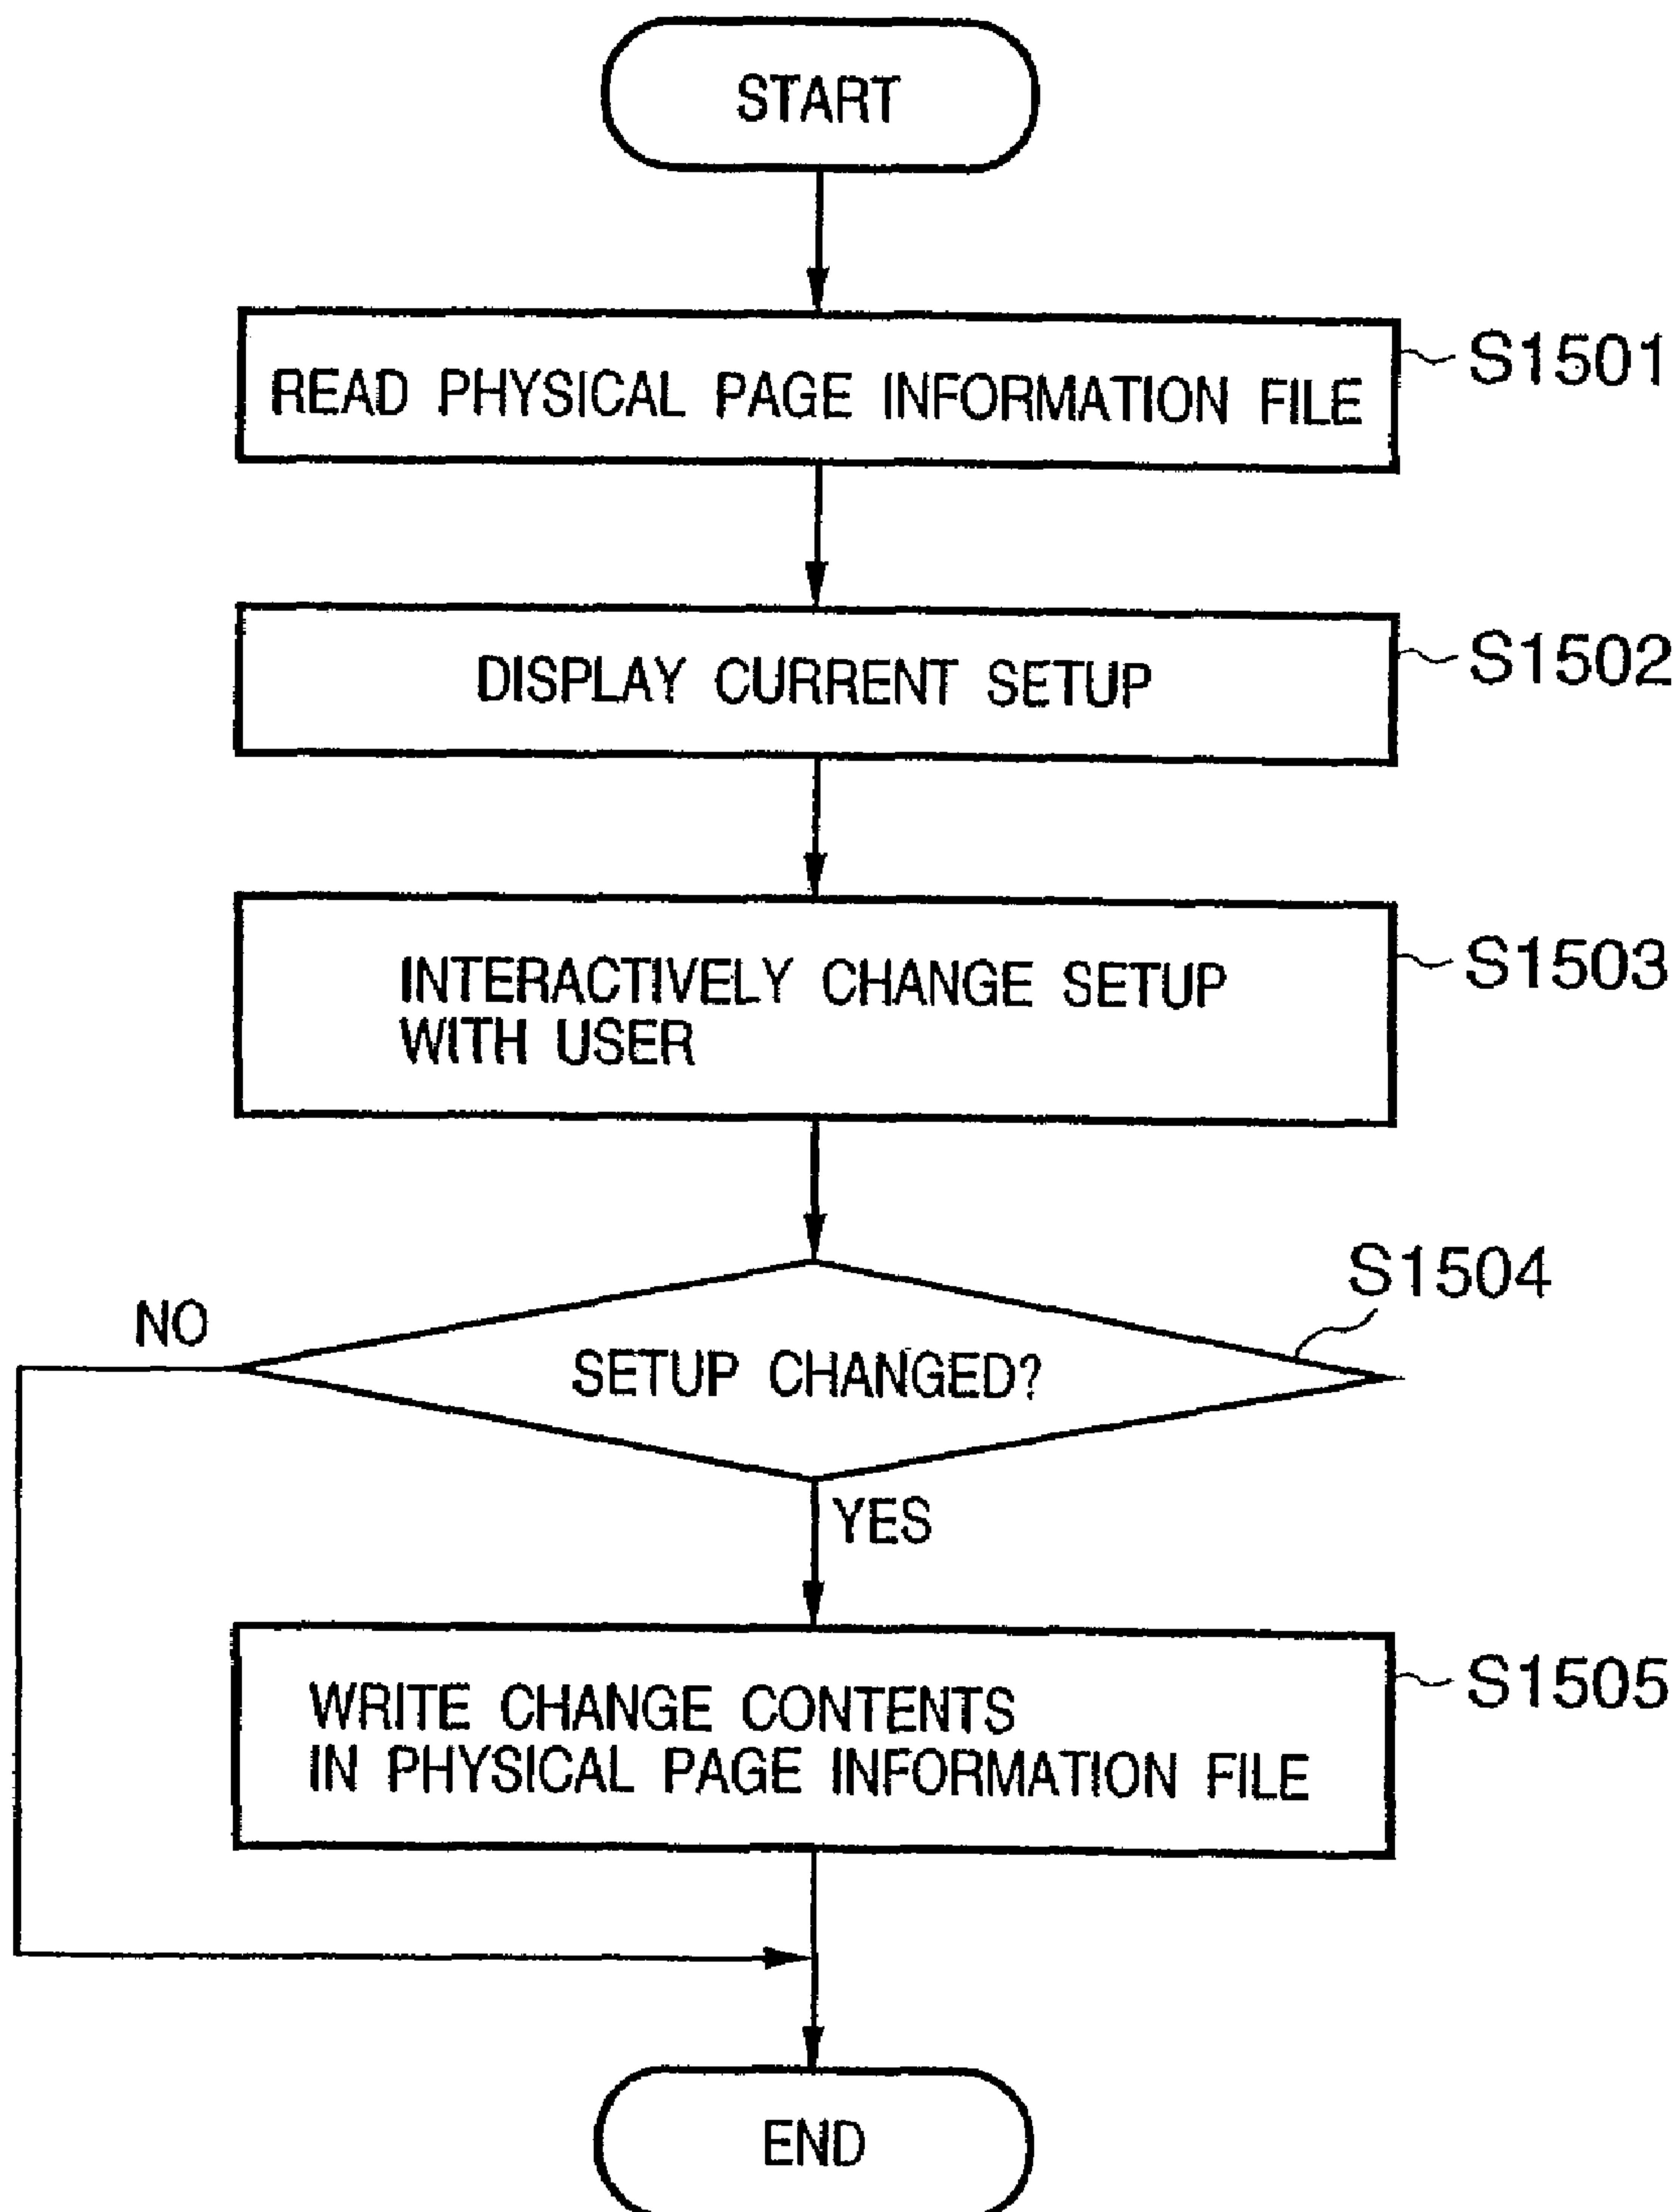 START
READ PHYSICAL PAGE INFORMATION FILE
S1501
DISPLAY CURRENT SETUP
S1502
INTERACTIVELY CHANGE SETUP
WITH USER
S1503
S1504
NO
SETUP CHANGED?
YES
WRITE CHANGE CONTENTS
IN PHYSICAL PAGE INFORMATION FILE
S1505
END